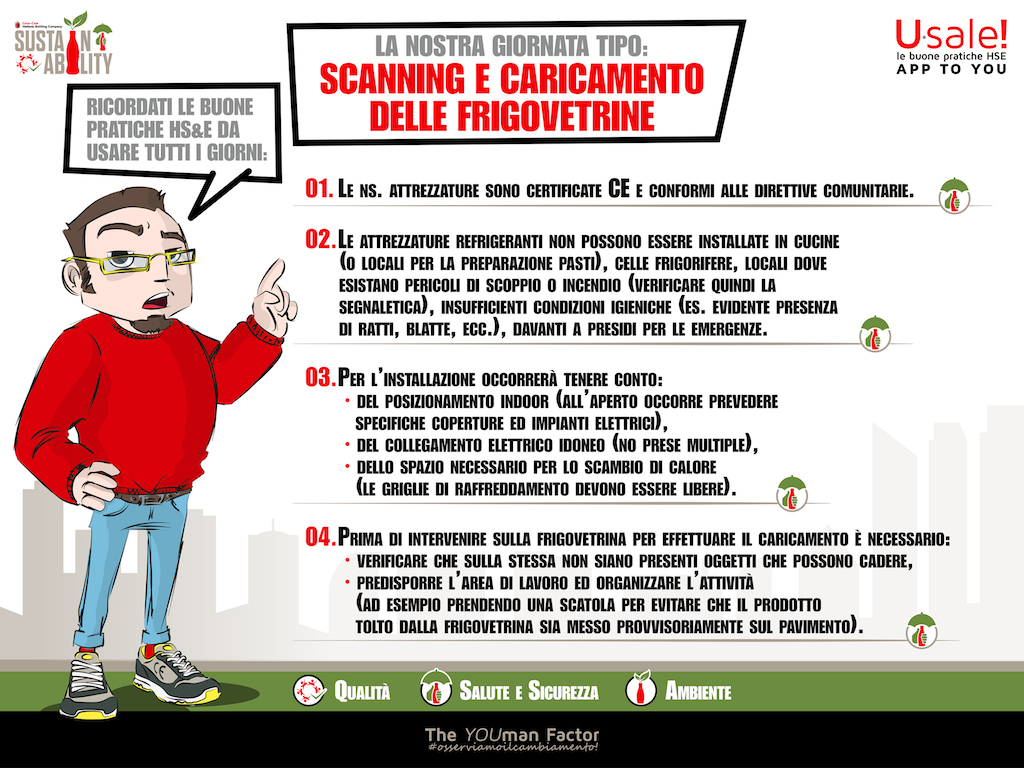 Coca-Cola
Hellenic Bottling Company
SUSTAIN
ABILITY
U·sale!
le buone pratiche HSE
APP TO YOU
LA NOSTRA GIORNATA TIPO:
SCANNING E CARICAMENTO
DELLE FRIGOVETRINE
RICORDATI LE BUONE
PRATICHE HS&E DA
USARE TUTTI I GIORNI:
01. Le ns. attrezzature sono certificate CE e conformi alle direttive comunitarie.
02. Le attrezzature refrigeranti non possono essere installate in cucine
(o locali per la preparazione pasti), celle frigorifere, locali dove
esistano pericoli di scoppio o incendio (verificare quindi la
segnaletica), insufficienti condizioni igieniche (es. evidente presenza
di ratti, blatte, ecc.), davanti a presidi per le emergenze.
03. Per l'installazione occorrerà tenere conto:
• del posizionamento indoor (all'aperto occorre prevedere
specifiche coperture ed impianti elettrici),
• del collegamento elettrico idoneo (no prese multiple),
• dello spazio necessario per lo scambio di calore
(le griglie di raffreddamento devono essere libere).
04. Prima di intervenire sulla frigovetrina per effettuare il caricamento è necessario:
• verificare che sulla stessa non siano presenti oggetti che possono cadere,
• predisporre l'area di lavoro ed organizzare l'attività
(ad esempio prendendo una scatola per evitare che il prodotto
tolto dalla frigovetrina sia messo provvisoriamente sul pavimento).
Qualità
Salute e Sicurezza
Ambiente
The YOUman Factor
#osserviamoilcambiamento!